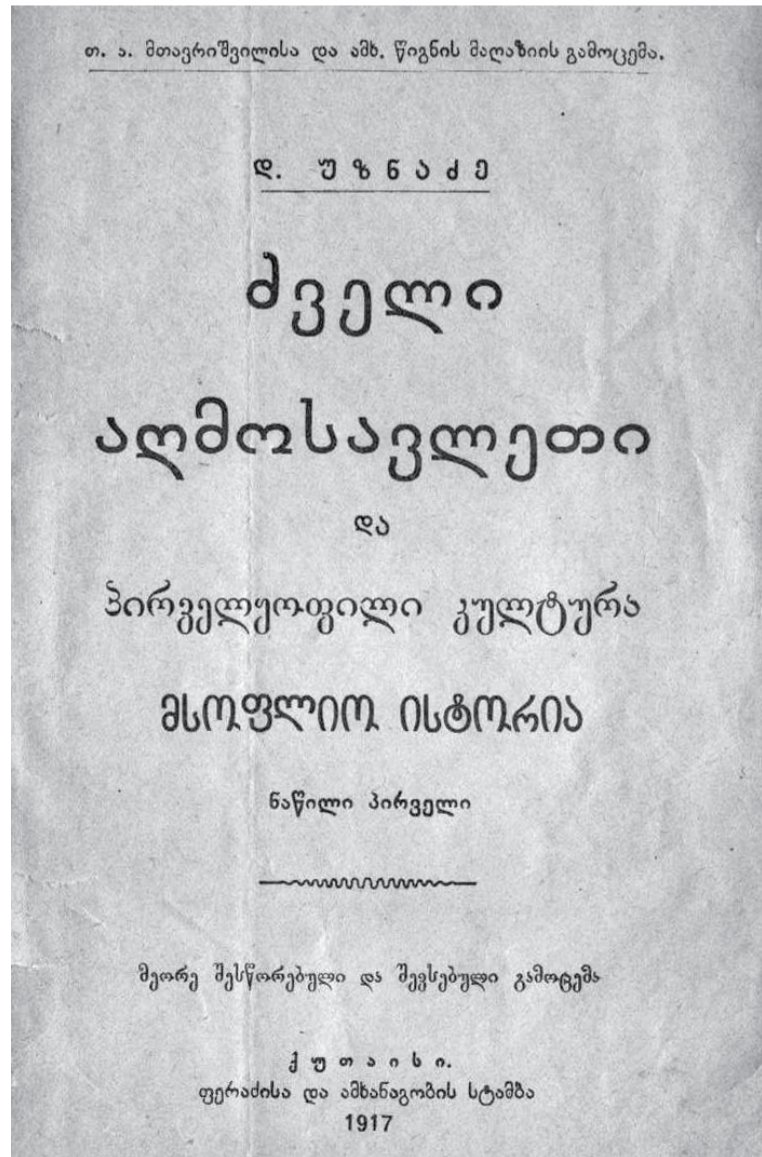 თ. ა. მთავრიშვილისა და ამხ. წიგნის მაღაზიის გამოცემა.
დ. უზნაძე
ძველი
აღმოსავლეთი
და
პირველყოფილი კულტურა
მსოფლიო ისტორია
ნაწილი პირველი
მეორე შესწორებული და შევსებული გამოცემა
ქუთაისი.
ფერაძისა და ამხანაგობის სტამბა
1917